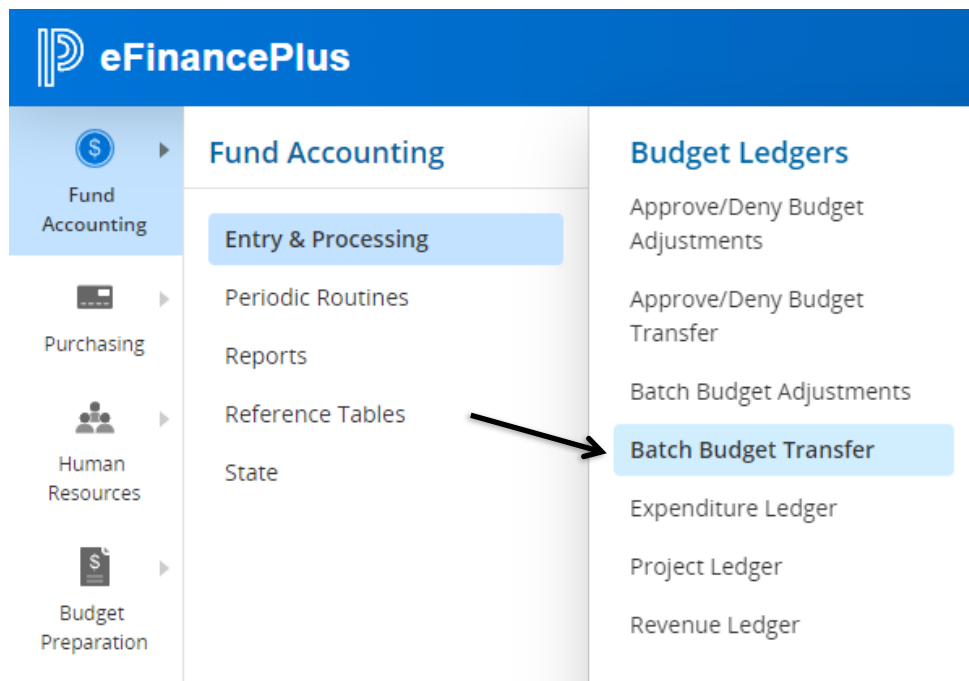 eFinancePlus
Fund
Accounting
Purchasing
Human
Resources
Budget
Preparation
Fund Accounting
Entry & Processing
Periodic Routines
Reports
Reference Tables
State
Budget Ledgers
Approve/Deny Budget
Adjustments
Approve/Deny Budget
Transfer
Batch Budget Adjustments
Batch Budget Transfer
Expenditure Ledger
Project Ledger
Revenue Ledger